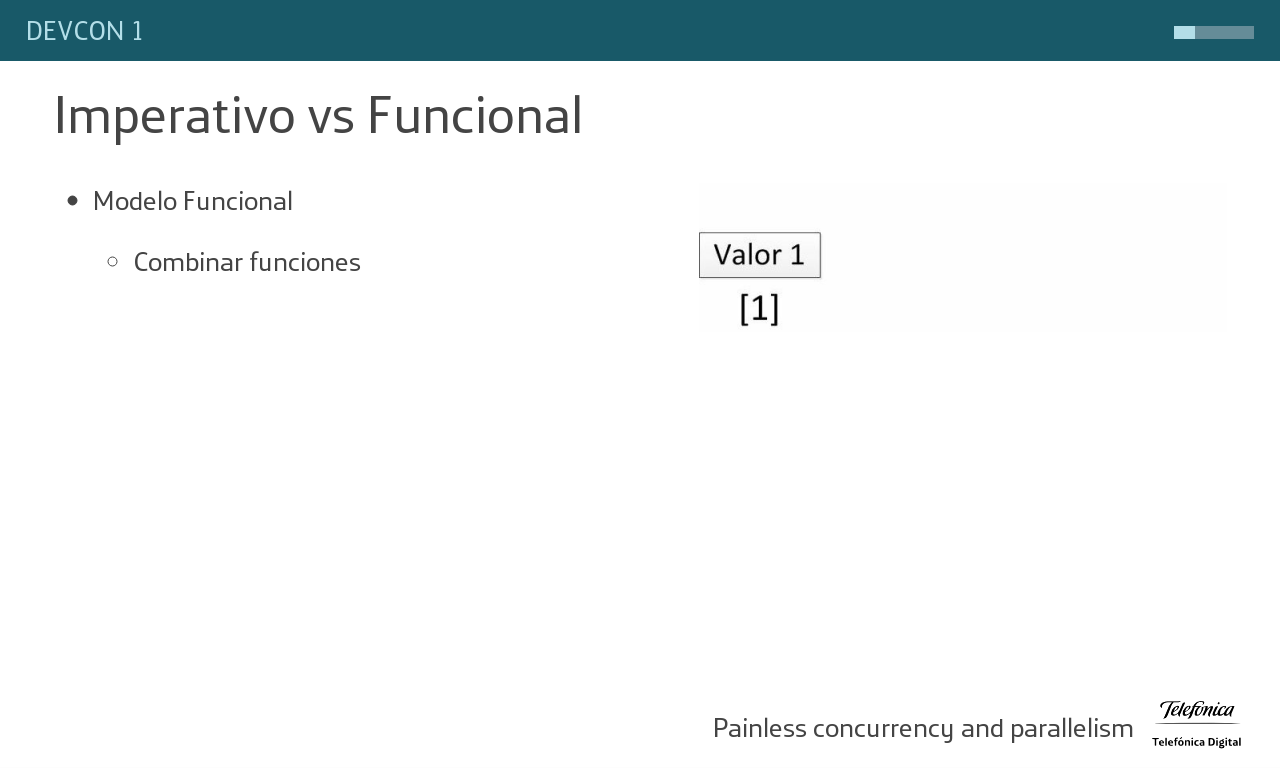 DEVCON 1
Imperativo vs Funcional
Modelo Funcional
Combinar funciones
Valor 1
[1]
Painless concurrency and parallelism
Telefónica
Telefónica Digital